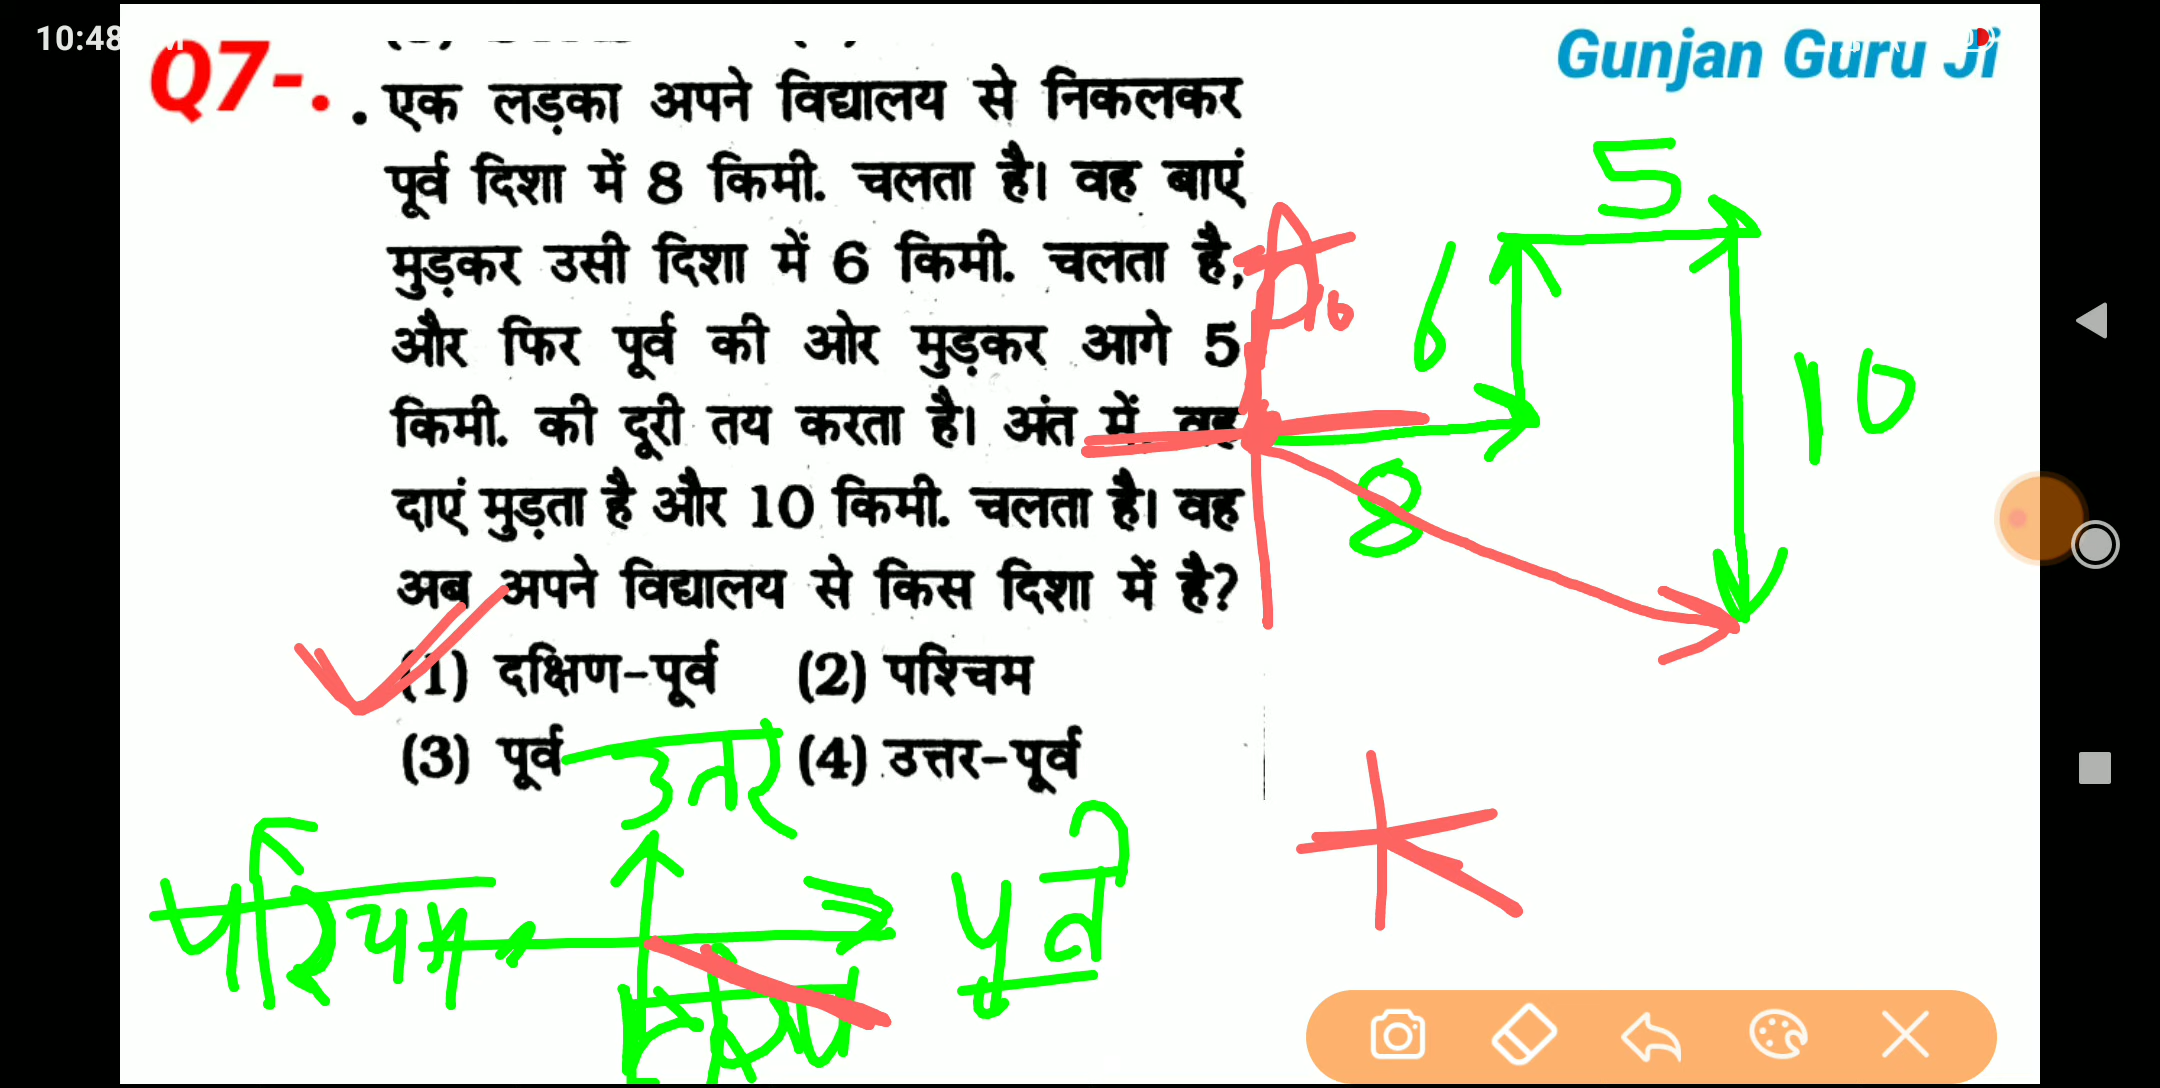 10:48
Q7-.
Gunjan Guru Ji
. एक लड़का अपने विद्यालय से निकलकर
पूर्व दिशा में 8 किमी. चलता है। वह बाएं
मुड़कर उसी दिशा में 6 किमी. चलता है,
और फिर पूर्व की ओर मुड़कर आगे 5
किमी. की दूरी तय करता है। अंत में, वह
दाएं मुड़ता है और 10 किमी. चलता है। वह
अब अपने विद्यालय से किस दिशा में है?
(1) दक्षिण-पूर्व (2) पश्चिम
(3) पूर्व (4) उत्तर-पूर्व
5
6
10
8
उत्तर
पूर्व